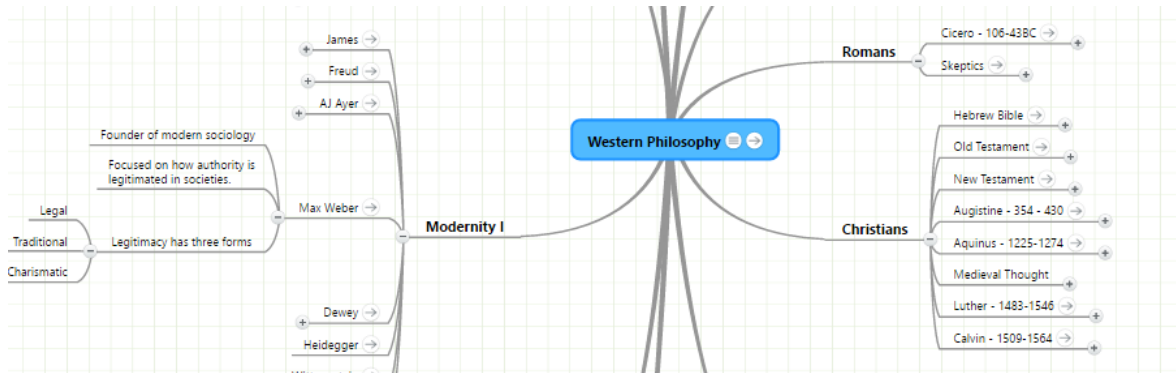 James
Freud
AJ Ayer
Founder of modern sociology
Focused on how authority is
legitimated in societies.
Max Weber
Legal
Traditional
Legitimacy has three forms
Charismatic
Modernity I
Dewey
Heidegger
Western Philosophy
Romans
Cicero - 106-43BC
Skeptics
Christians
Hebrew Bible
Old Testament
New Testament
Augistine - 354 - 430
Aquinus - 1225-1274
Medieval Thought
Luther - 1483-1546
Calvin - 1509-1564